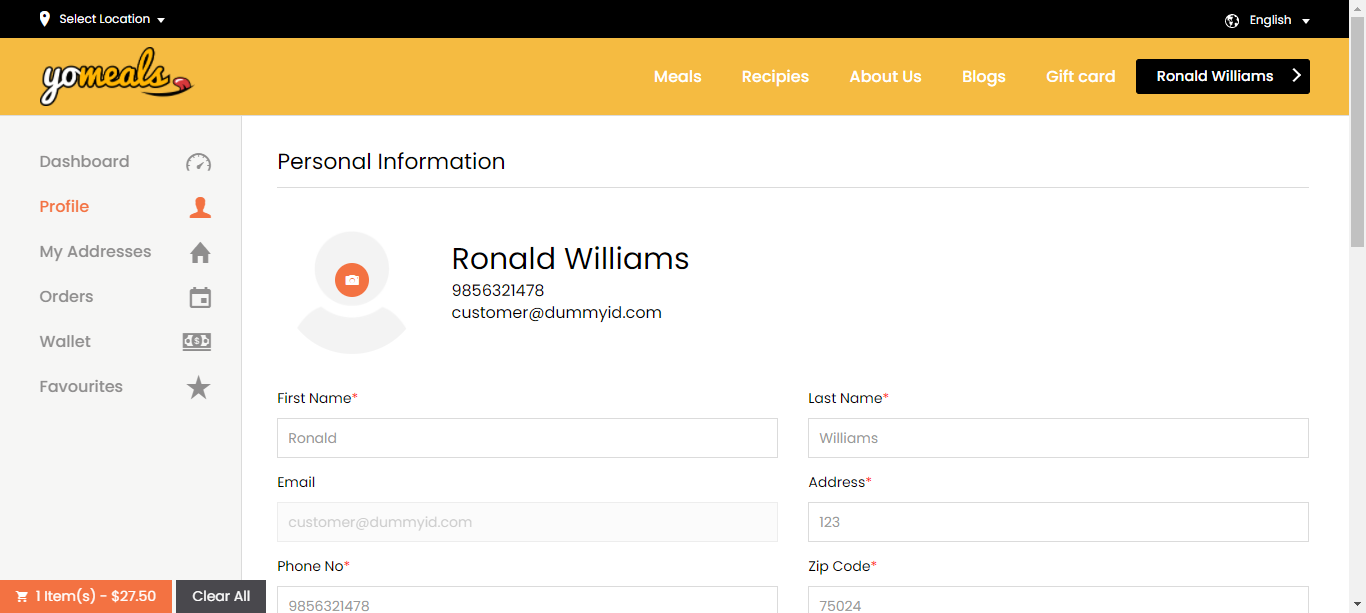 Select Location
English
yomeals
Meals
Recipies
About Us
Blogs
Gift card
Ronald Williams
Dashboard
Profile
My Addresses
Orders
Wallet
Favourites
Personal Information
Ronald Williams
9856321478
customer@dummyid.com
First Name*
Last Name*
Ronald
Williams
Email
Address*
customer@dummyid.com
123
Phone No*
Zip Code*
9856321478
75024
1 Item(s) - $27.50
Clear All